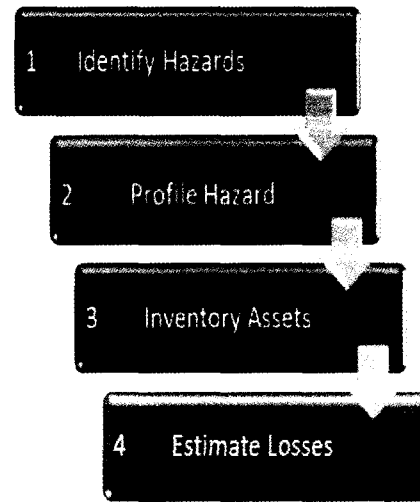 1 Identify Hazards
2 Profile Hazard
3 Inventory Assets
4 Estimate Losses